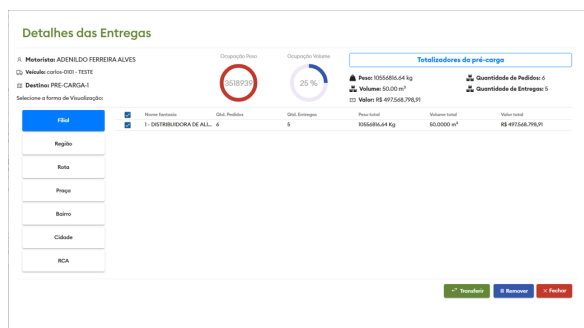 Detalhes das Entregas
Motorista: ADENILDO FERREIRA ALVES
Veículo: carlos-0101 - TESTE
Destino: PRE-CARGA-1
Selecione a forma de Visualização:
Ocupação Peso
3518939
Ocupação Volume
25 %
Totalizadores da pré-carga
Peso: 10556816.64 kg
Quantidade de Pedidos: 6
Volume: 50.00 m³
Quantidade de Entregas: 5
Valor: R$ 497.568.798,91
Filial
Região
Rota
Praça
Bairro
Cidade
RCA
Nome fantasia Qtd. Pedidos Qtd. Entregas Peso total Volume total Valor total
1 - DISTRIBUIDORA DE ALI... 6 5 10556816.64 Kg 50.0000 m³ R$ 497.568.798,91
Transferir Remover Fechar